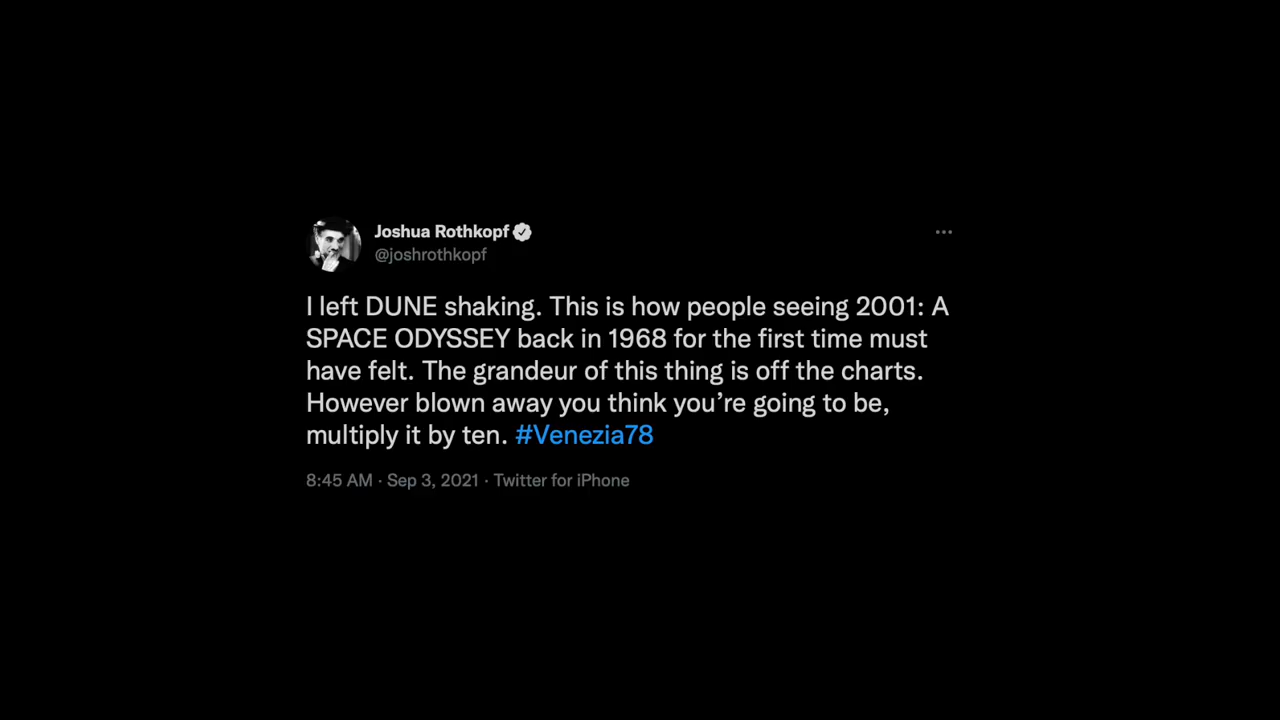 Joshua Rothkopf
@joshrothkopf
I left DUNE shaking. This is how people seeing 2001: A
SPACE ODYSSEY back in 1968 for the first time must
have felt. The grandeur of this thing is off the charts.
However blown away you think you’re going to be,
multiply it by ten. #Venezia78
8:45 AM · Sep 3, 2021 · Twitter for iPhone